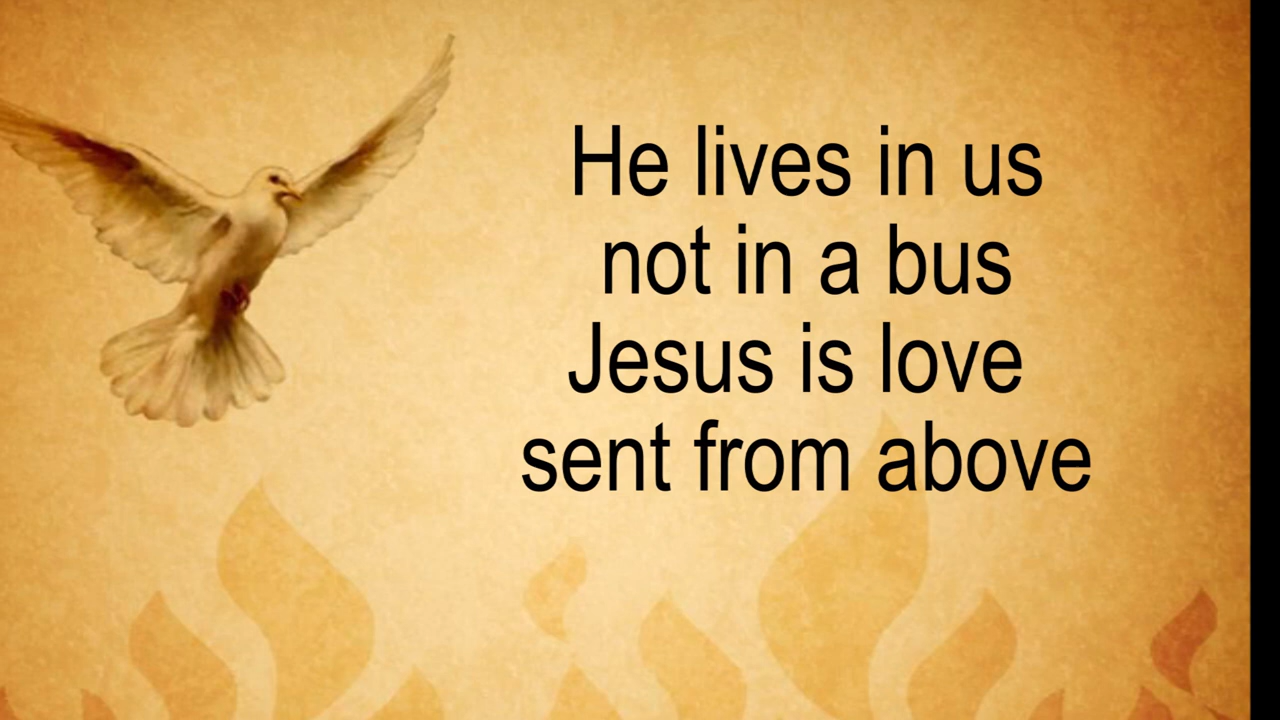 He lives in us
not in a bus
Jesus is love
sent from above